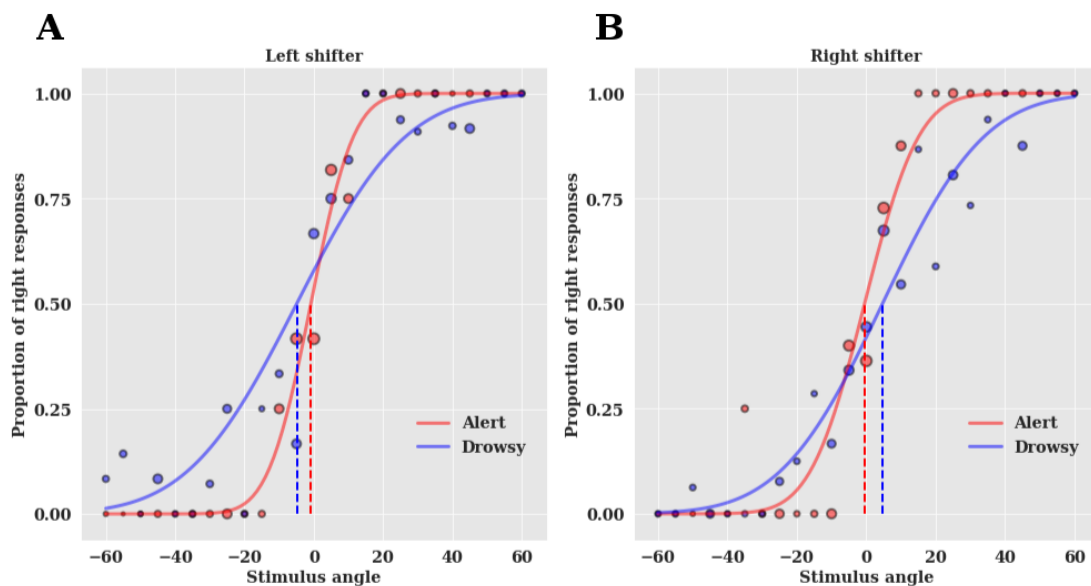 A
Left shifter
Proportion of right responses
1.00
0.75
0.50
0.25
0.00
Alert
Drowsy
−60 −40 −20 0 20 40 60
Stimulus angle
B
Right shifter
Proportion of right responses
1.00
0.75
0.50
0.25
0.00
Alert
Drowsy
−60 −40 −20 0 20 40 60
Stimulus angle